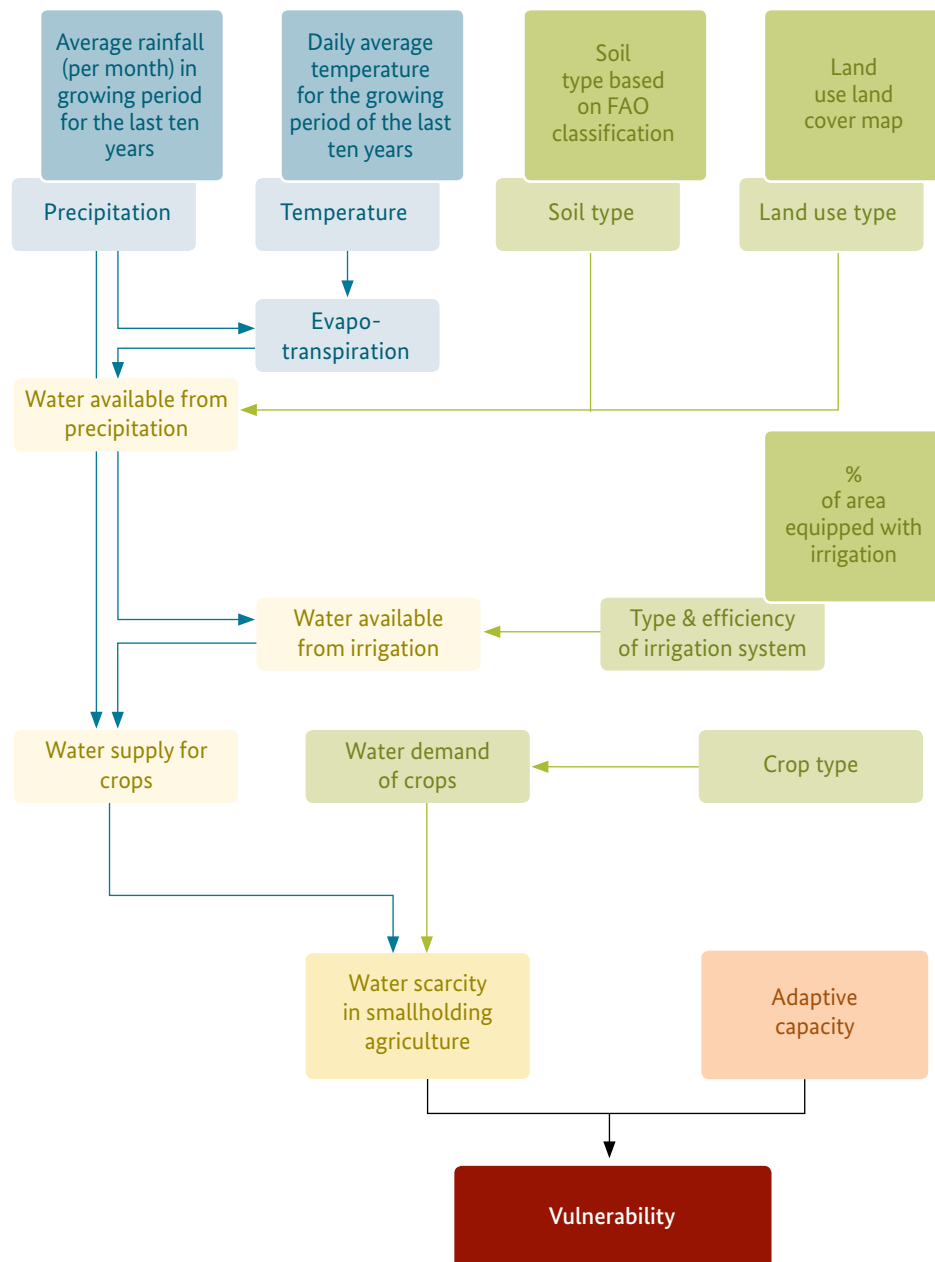 Average rainfall
(per month) in
growing period
for the last ten
years
Daily average
temperature
for the growing
period of the last
ten years
Soil
type based
on FAO
classification
Land
use land
cover map
Precipitation
Temperature
Soil type
Land use type
Evapo-
transpiration
Water available from
precipitation
%
of area
equipped with
irrigation
Water available
from irrigation
Type & efficiency
of irrigation system
Water supply for
crops
Water demand
of crops
Crop type
Water scarcity
in smallholding
agriculture
Adaptive
capacity
Vulnerability